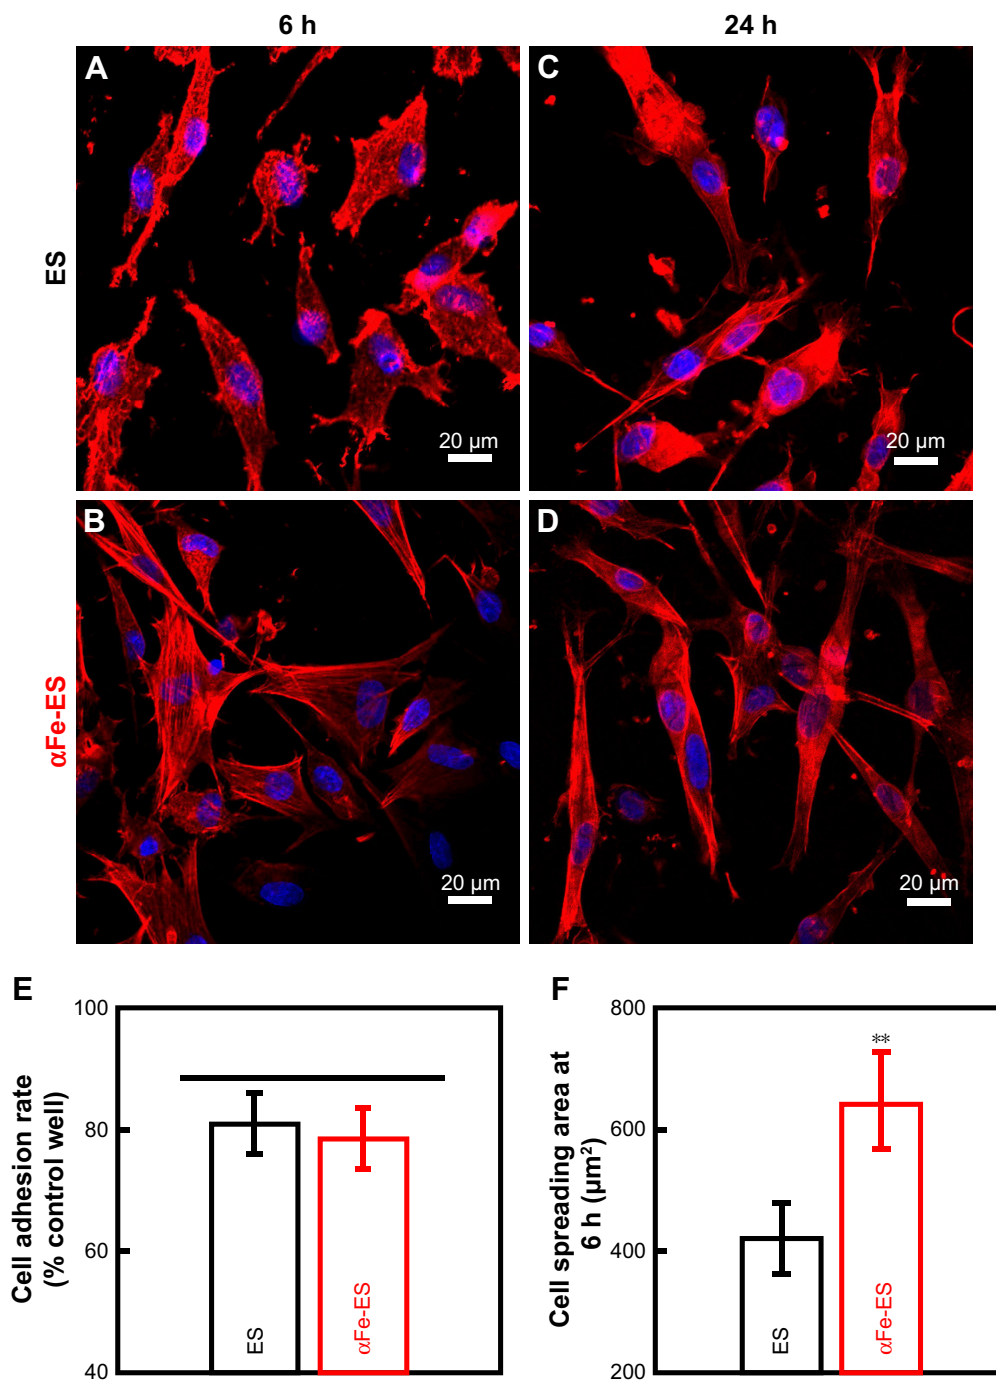 6 h
24 h
ES
αFe-ES
A
20 μm
C
20 μm
B
20 μm
D
20 μm
E
Cell adhesion rate
(% control well)
100
80
60
40
ES
αFe-ES
F
Cell spreading area at
6 h (μm²)
800
600
400
200
**
ES
αFe-ES